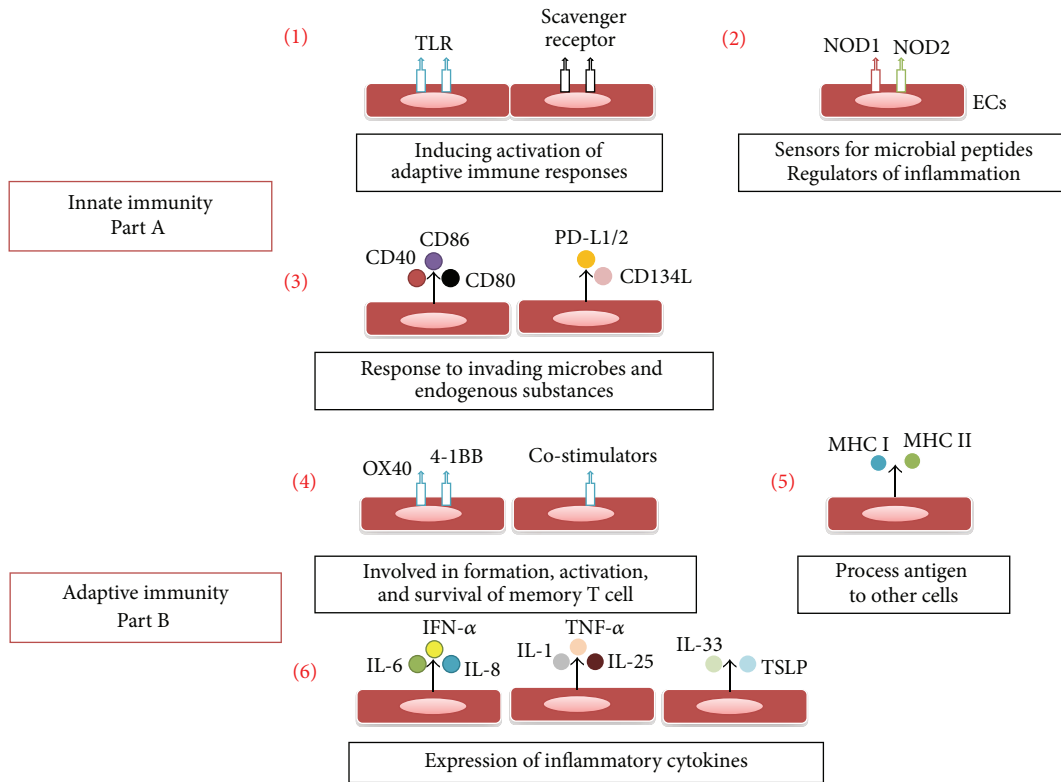 (1)
TLR
Scavenger
receptor
Inducing activation of
adaptive immune responses
(2)
NOD1
NOD2
ECs
Sensors for microbial peptides
Regulators of inflammation
Innate immunity
Part A
(3)
CD40
CD86
CD80
PD-L1/2
CD134L
Response to invading microbes and
endogenous substances
(4)
OX40
4-1BB
Co-stimulators
Involved in formation, activation,
and survival of memory T cell
(5)
MHC I
MHC II
Process antigen
to other cells
Adaptive immunity
Part B
(6)
IL-6
IFN-α
IL-8
IL-1
TNF-α
IL-25
IL-33
TSLP
Expression of inflammatory cytokines